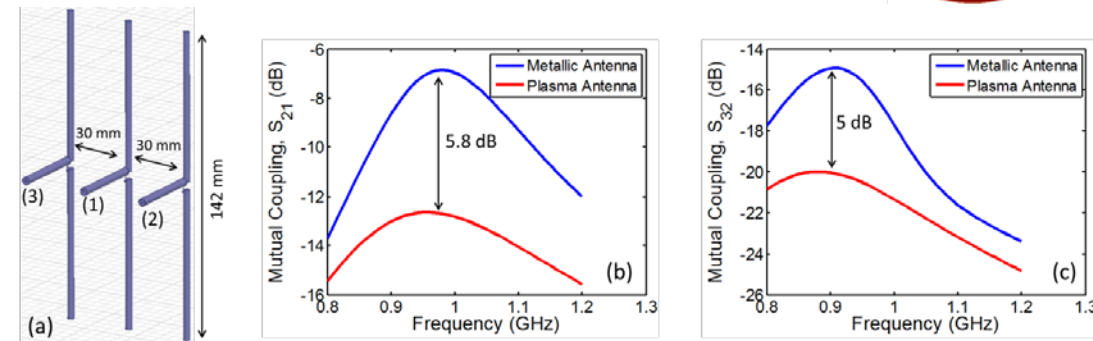 30 mm
30 mm
(3)
(1)
(2)
142 mm
(a)
Mutual Coupling, S21 (dB)
-6
-8
-10
-12
-14
-16
Metallic Antenna
Plasma Antenna
5.8 dB
(b)
0.8 0.9 1 1.1 1.2 1.3
Frequency (GHz)
Mutual Coupling, S32 (dB)
-14
-16
-18
-20
-22
-24
-26
Metallic Antenna
Plasma Antenna
5 dB
(c)
0.8 0.9 1 1.1 1.2 1.3
Frequency (GHz)